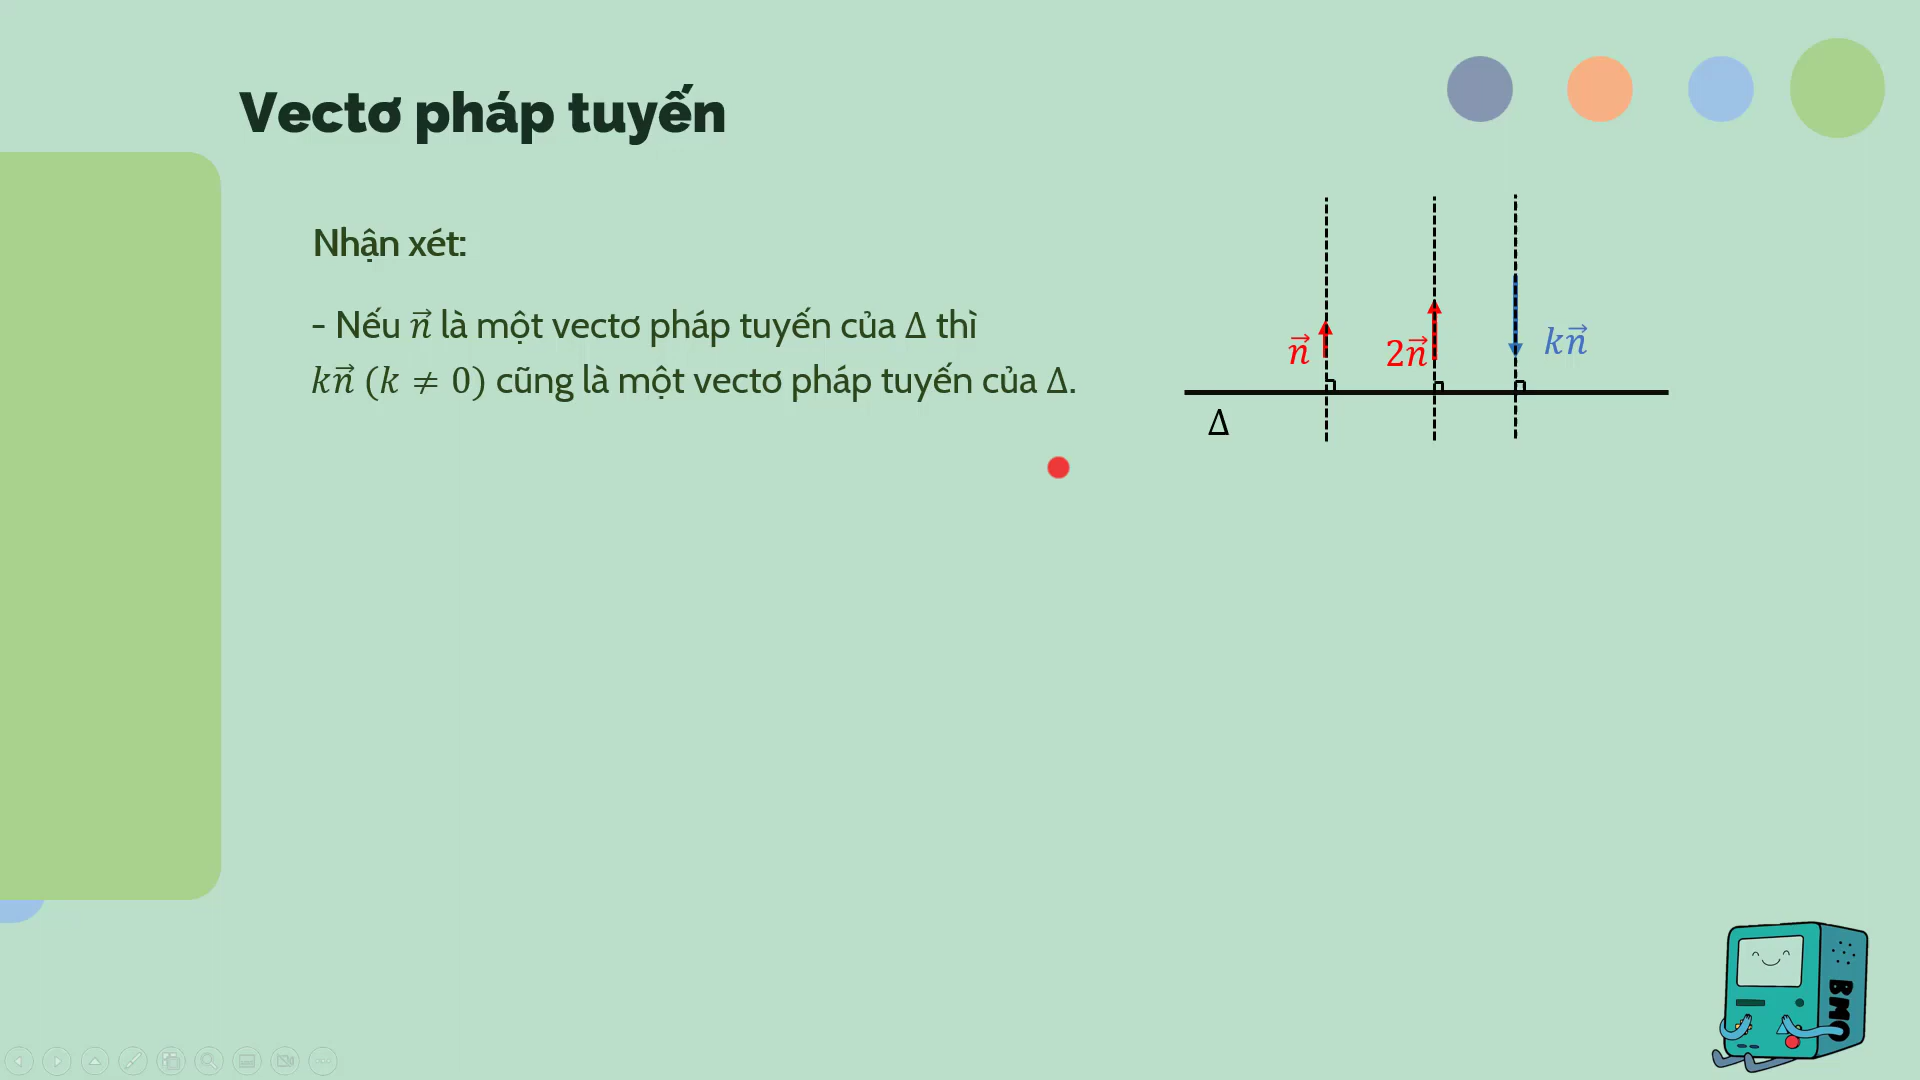 Vectơ pháp tuyến
Nhận xét:
- Nếu n⃗ là một vectơ pháp tuyến của Δ thì
kn⃗ (k ≠ 0) cũng là một vectơ pháp tuyến của Δ.
n⃗
2n⃗
kn⃗
Δ
BMO